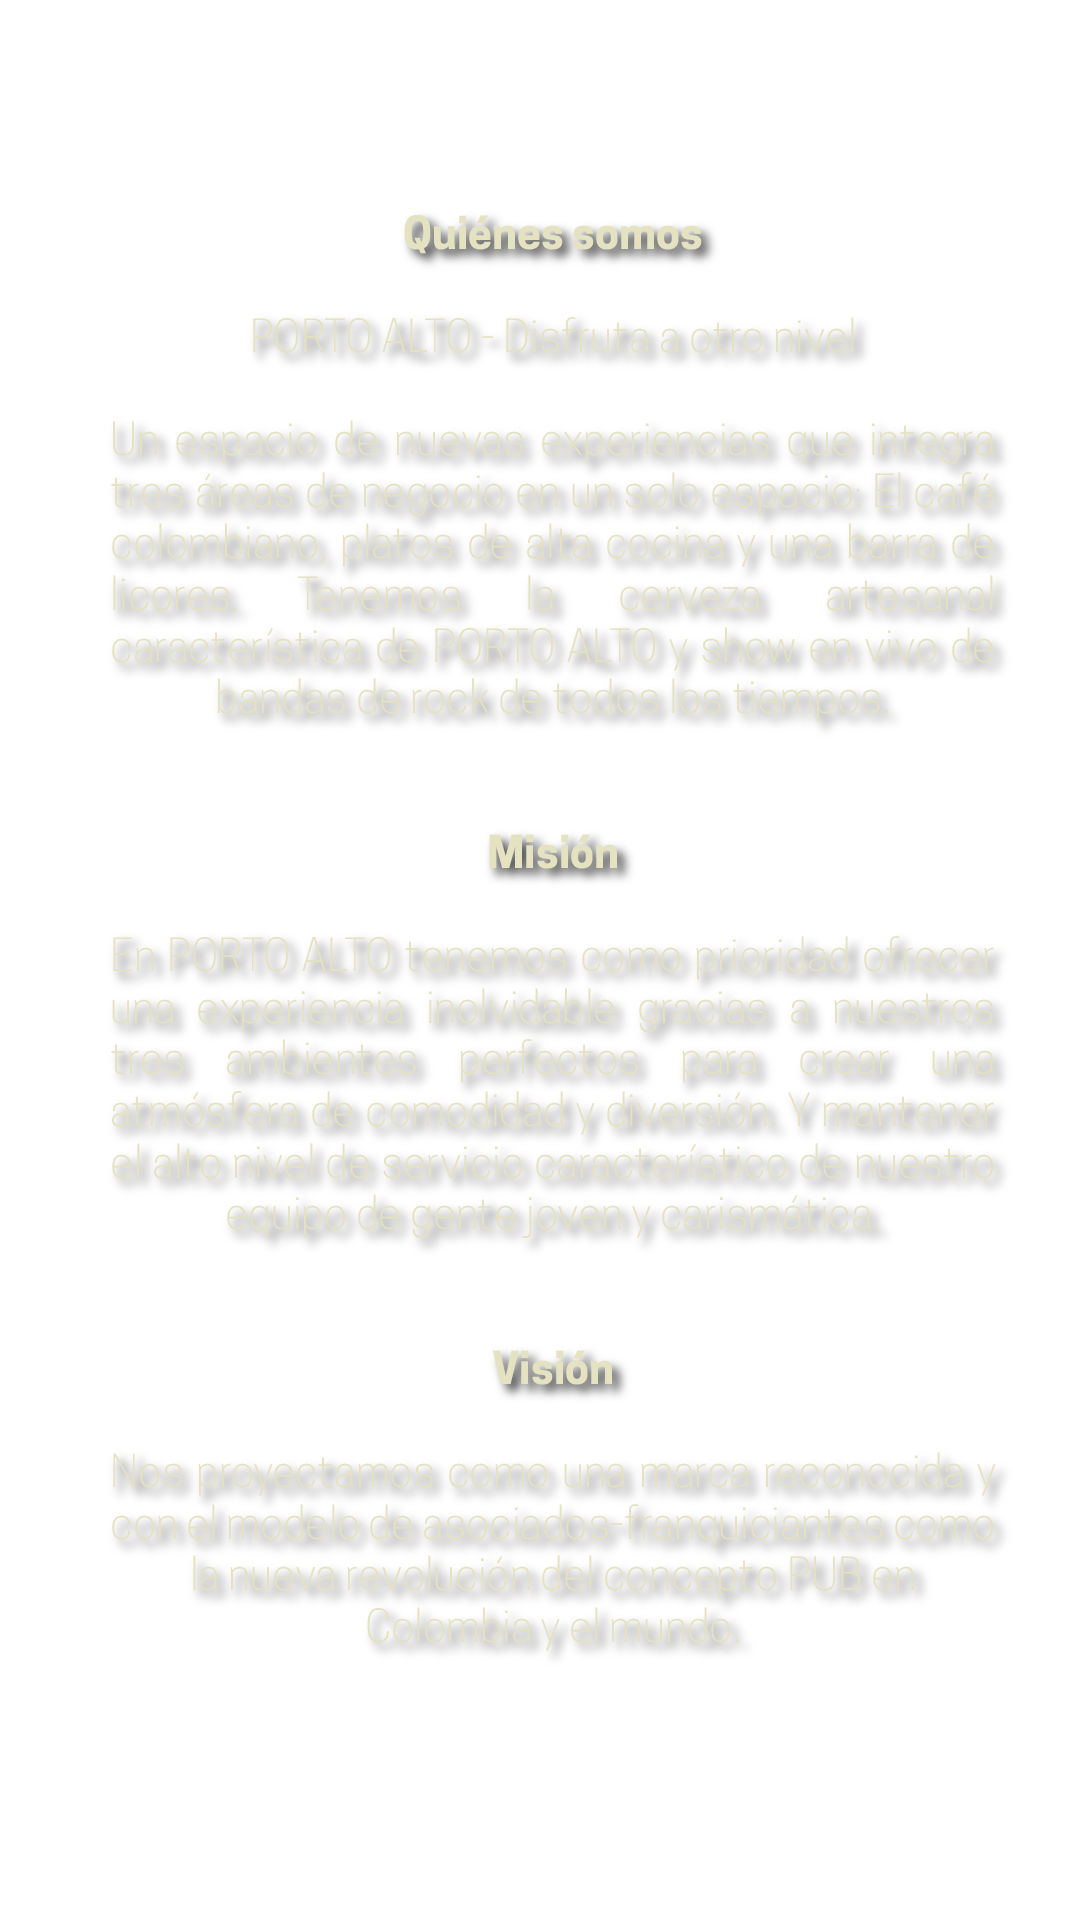 Quiénes somos
PORTO ALTO - Disfruta a otro nivel
Un espacio de nuevas experiencias que integra
tres áreas de negocio en un solo espacio: El café
colombiano, platos de alta cocina y una barra de
licores. Tenemos la cerveza artesanal
característica de PORTO ALTO y show en vivo de
bandas de rock de todos los tiempos.
Misión
En PORTO ALTO tenemos como prioridad ofrecer
una experiencia inolvidable gracias a nuestros
tres ambientes perfectos para crear una
atmósfera de comodidad y diversión. Y mantener
el alto nivel de servicio característico de nuestro
equipo de gente joven y carismática.
Visión
Nos proyectamos como una marca reconocida y
con el modelo de asociados-franquiciantes como
la nueva revolución del concepto PUB en
Colombia y el mundo.